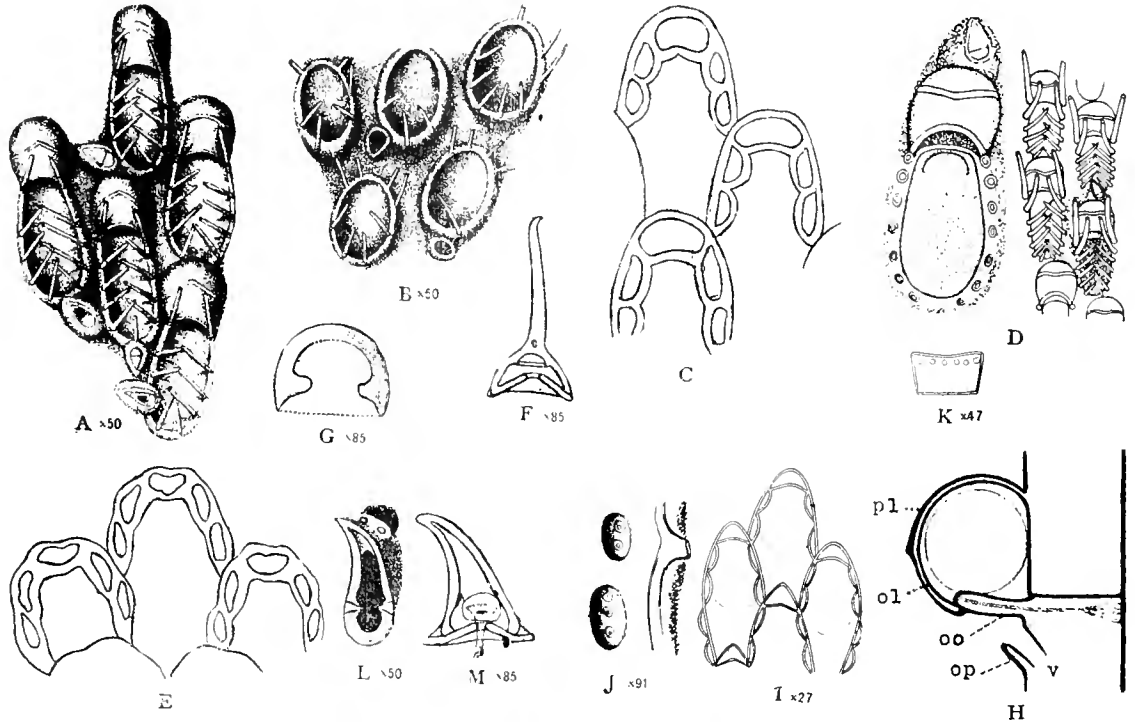 A ×50
B ×50
C
D
G ×85
F ×85
K ×47
E
L ×50
M ×85
J ×91
I ×27
pl
ol
oo
op
v
H